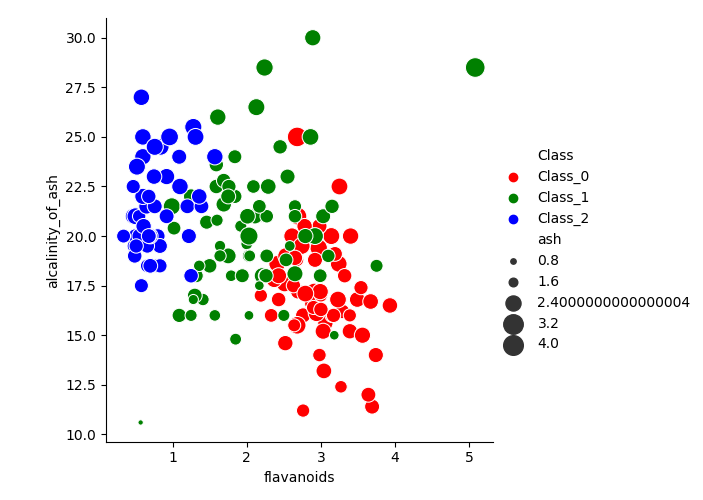 30.0
27.5
25.0
22.5
20.0
17.5
15.0
12.5
10.0
alcalinity_of_ash
1
2
3
4
5
flavanoids
Class
Class_0
Class_1
Class_2
ash
0.8
1.6
2.4000000000000004
3.2
4.0